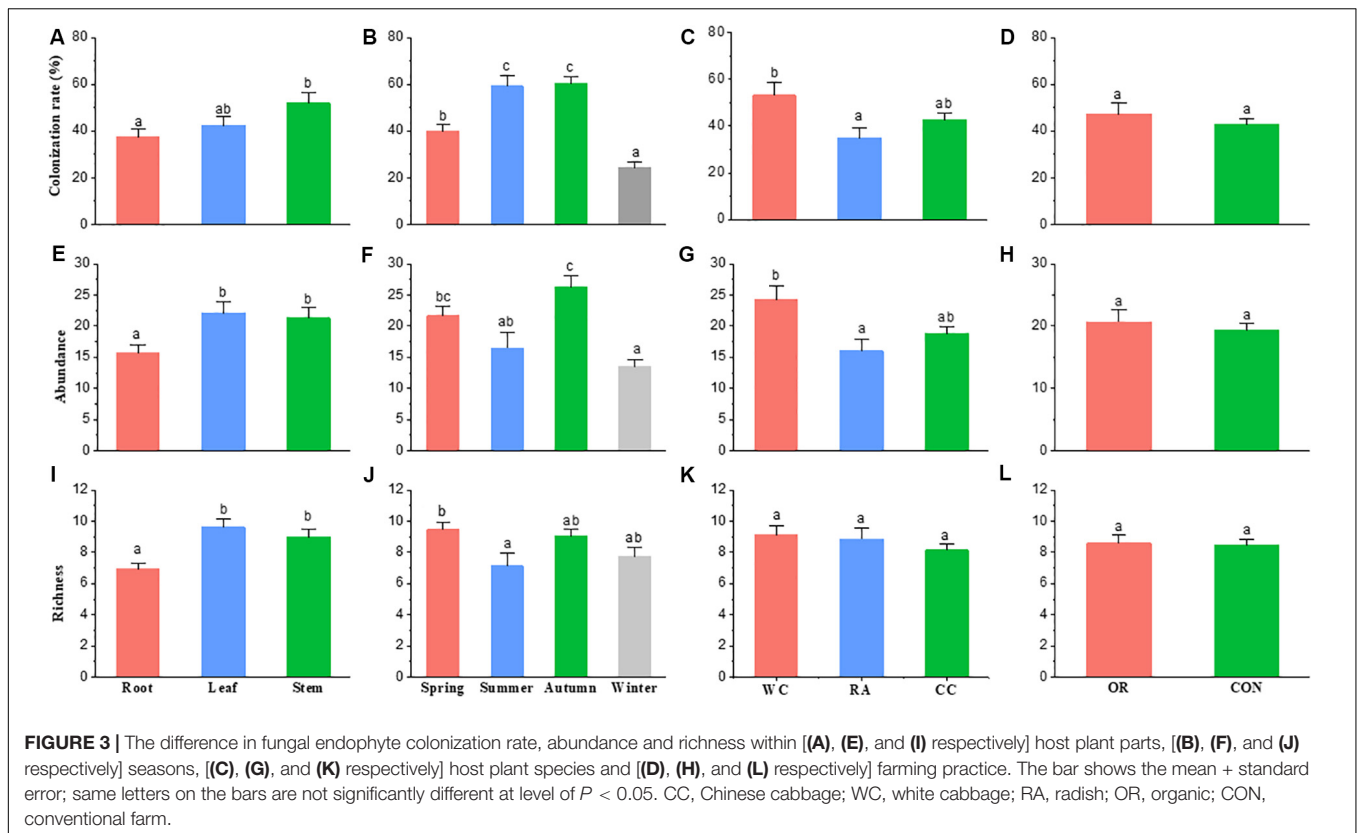 A
B
C
D
Colonization rate (%)
80
60
40
20
0
a
ab
b
80
60
40
20
0
b
c
c
a
80
60
40
20
0
b
a
ab
80
60
40
20
0
a
a
E
F
G
H
Abundance
30
25
20
15
10
5
0
a
b
b
30
25
20
15
10
5
0
bc
ab
c
a
30
25
20
15
10
5
0
b
a
ab
30
25
20
15
10
5
0
a
a
I
J
K
L
Richness
12
10
8
6
4
2
0
a
b
b
12
10
8
6
4
2
0
b
a
ab
ab
12
10
8
6
4
2
0
a
a
a
12
10
8
6
4
2
0
a
a
Root Leaf Stem
Spring Summer Autumn Winter
WC RA CC
OR CON
FIGURE 3 | The difference in fungal endophyte colonization rate, abundance and richness within [(A), (E), and (I) respectively] host plant parts, [(B), (F), and (J)
respectively] seasons, [(C), (G), and (K) respectively] host plant species and [(D), (H), and (L) respectively] farming practice. The bar shows the mean + standard
error; same letters on the bars are not significantly different at level of P < 0.05. CC, Chinese cabbage; WC, white cabbage; RA, radish; OR, organic; CON,
conventional farm.